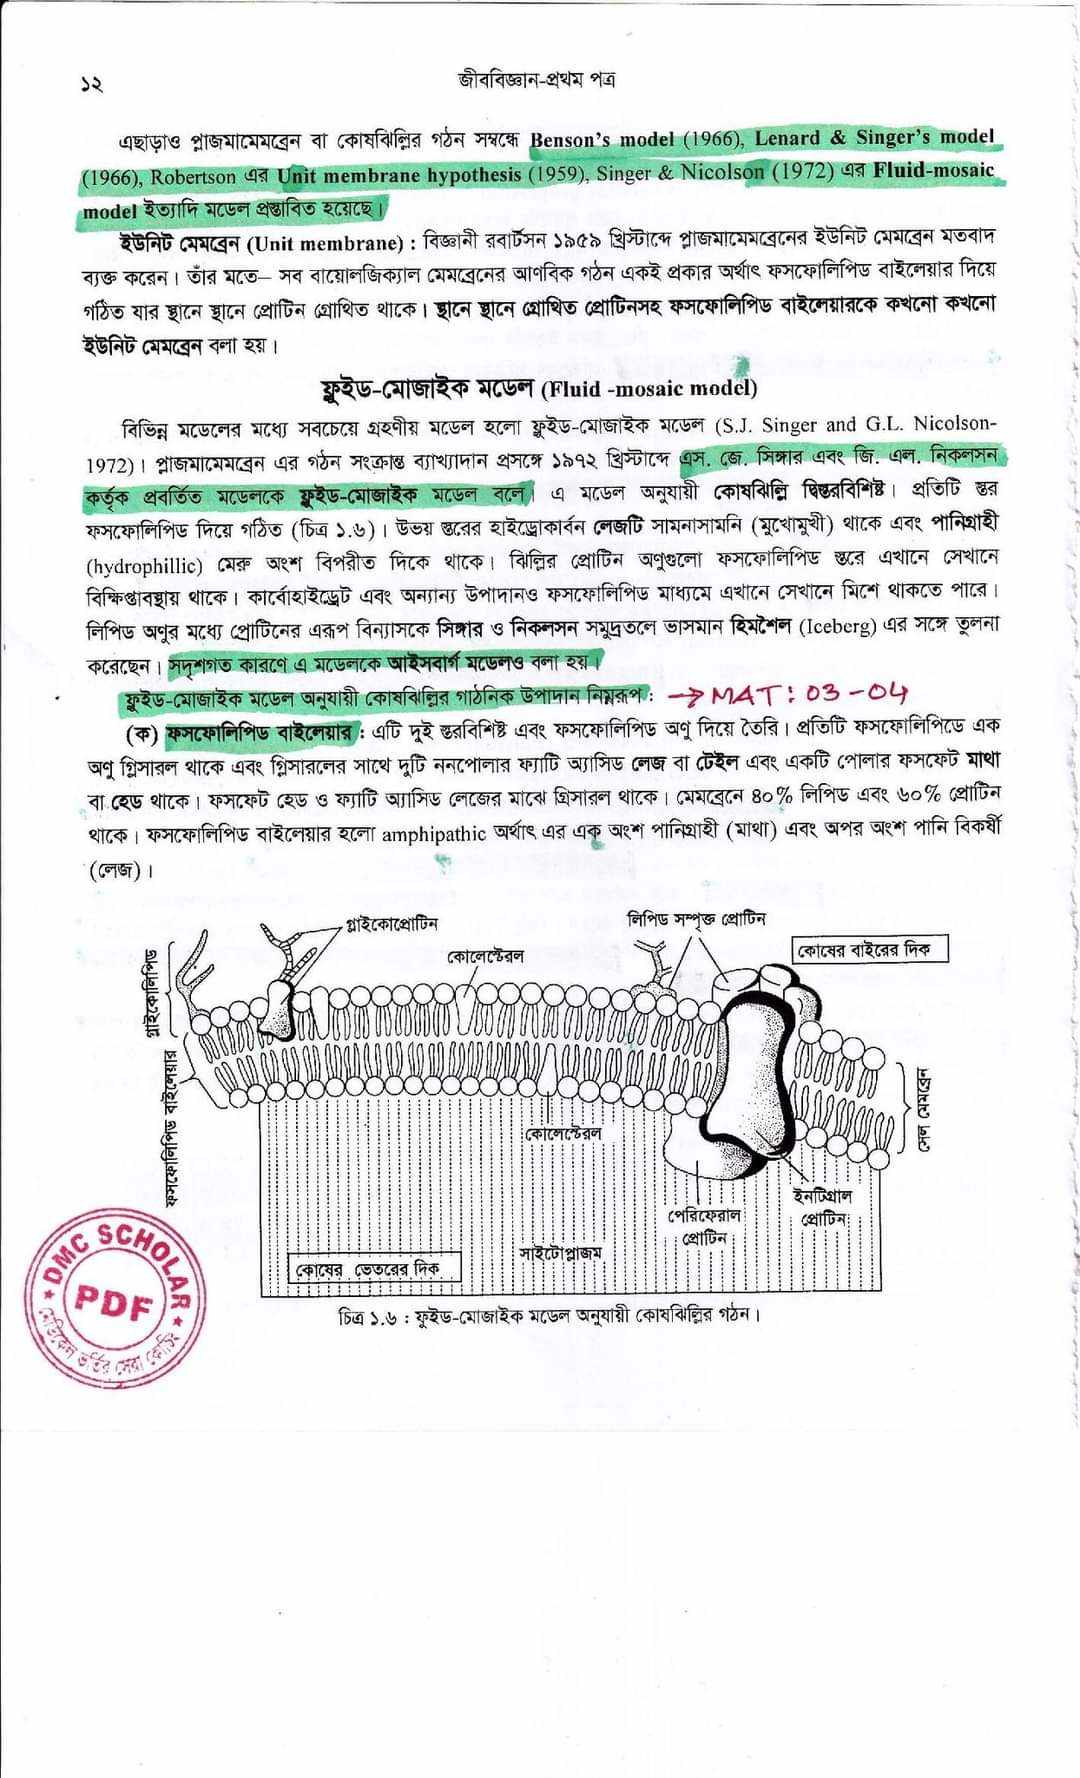 ১২
জীববিজ্ঞান-প্রথম পত্র
এছাড়াও প্লাজমামেমব্রেন বা কোষঝিল্লির গঠন সম্বন্ধে Benson's model (1966), Lenard & Singer's model
(1966), Robertson এর Unit membrane hypothesis (1959), Singer & Nicolson (1972) এর Fluid-mosaic
model ইত্যাদি মডেল প্রস্তাবিত হয়েছে।
ইউনিট মেমব্রেন (Unit membrane) : বিজ্ঞানী রবার্টসন ১৯৫৯ খ্রিস্টাব্দে প্লাজমামেমব্রেনের ইউনিট মেমব্রেন মতবাদ
ব্যক্ত করেন। তাঁর মতে– সব বায়োলজিক্যাল মেমব্রেনের আণবিক গঠন একই প্রকার অর্থাৎ ফসফোলিপিড বাইলেয়ার দিয়ে
গঠিত যার স্থানে স্থানে প্রোটিন প্রোথিত থাকে। স্থানে স্থানে প্রোথিত প্রোটিনসহ ফসফোলিপিড বাইলেয়ারকে কখনো কখনো
ইউনিট মেমব্রেন বলা হয়।
ফ্লুইড-মোজাইক মডেল (Fluid -mosaic model)
বিভিন্ন মডেলের মধ্যে সবচেয়ে গ্রহণীয় মডেল হলো ফ্লুইড-মোজাইক মডেল (S.J. Singer and G.L. Nicolson-
1972)। প্লাজমামেমব্রেন এর গঠন সংক্রান্ত ব্যাখ্যাদান প্রসঙ্গে ১৯৭২ খ্রিস্টাব্দে এস. জে. সিঙ্গার এবং জি. এল. নিকলসন
কর্তৃক প্রবর্তিত মডেলকে ফ্লুইড-মোজাইক মডেল বলে। এ মডেল অনুযায়ী কোষঝিল্লি দ্বিস্তরবিশিষ্ট। প্রতিটি স্তর
ফসফোলিপিড দিয়ে গঠিত (চিত্র ১.৬)। উভয় স্তরের হাইড্রোকার্বন লেজটি সামনাসামনি (মুখোমুখী) থাকে এবং পানিগ্রাহী
(hydrophillic) মেরু অংশ বিপরীত দিকে থাকে। ঝিল্লির প্রোটিন অণুগুলো ফসফোলিপিড স্তরে এখানে সেখানে
বিক্ষিপ্তাবস্থায় থাকে। কার্বোহাইড্রেট এবং অন্যান্য উপাদানও ফসফোলিপিড মাধ্যমে এখানে সেখানে মিশে থাকতে পারে।
লিপিড অণুর মধ্যে প্রোটিনের এরূপ বিন্যাসকে সিঙ্গার ও নিকলসন সমুদ্রতলে ভাসমান হিমশৈল (Iceberg) এর সঙ্গে তুলনা
করেছেন। সদৃশগত কারণে এ মডেলকে আইসবার্গ মডেলও বলা হয়।
ফ্লুইড-মোজাইক মডেল অনুযায়ী কোষঝিল্লির গাঠনিক উপাদান নিম্নরূপ : → MAT: 03-04
(ক) ফসফোলিপিড বাইলেয়ার : এটি দুই স্তরবিশিষ্ট এবং ফসফোলিপিড অণু দিয়ে তৈরি। প্রতিটি ফসফোলিপিডে এক
অণু গ্লিসারল থাকে এবং গ্লিসারলের সাথে দুটি ননপোলার ফ্যাটি অ্যাসিড লেজ বা টেইল এবং একটি পোলার ফসফেট মাথা
বা হেড থাকে। ফসফেট হেড ও ফ্যাটি অ্যাসিড লেজের মাঝে গ্লিসারল থাকে। মেমব্রেনে ৪০% লিপিড এবং ৬০% প্রোটিন
থাকে। ফসফোলিপিড বাইলেয়ার হলো amphipathic অর্থাৎ এর এক অংশ পানিগ্রাহী (মাথা) এবং অপর অংশ পানি বিকর্ষী
(লেজ)।
গ্লাইকোপ্রোটিন
লিপিড সম্পৃক্ত প্রোটিন
কোলেস্টেরল
কোষের বাইরের দিক
গ্লাইকোলিপিড
ফসফোলিপিড বাইলেয়ার
সেল মেমব্রেন
কোলেস্টেরল
ইনটিগ্রাল
প্রোটিন
পেরিফেরাল
প্রোটিন
সাইটোপ্লাজম
কোষের ভেতরের দিক
চিত্র ১.৬ : ফ্লুইড-মোজাইক মডেল অনুযায়ী কোষঝিল্লির গঠন।
DMC SCHOLAR
PDF
মেডিকেল ভর্তির সেরা কোচিং